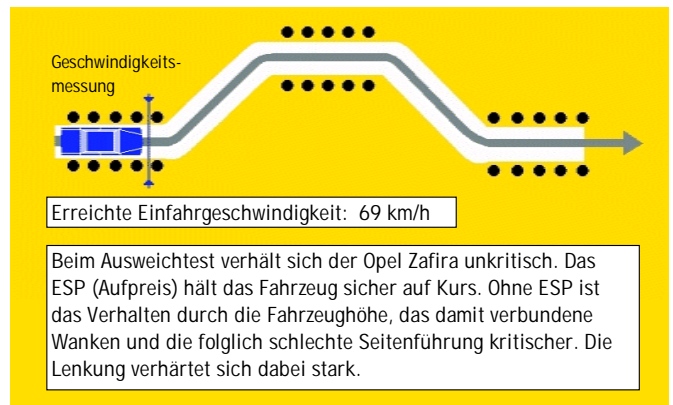 Geschwindigkeits-
messung
Erreichte Einfahrgeschwindigkeit: 69 km/h
Beim Ausweichtest verhält sich der Opel Zafira unkritisch. Das
ESP (Aufpreis) hält das Fahrzeug sicher auf Kurs. Ohne ESP ist
das Verhalten durch die Fahrzeughöhe, das damit verbundene
Wanken und die folglich schlechte Seitenführung kritischer. Die
Lenkung verhärtet sich dabei stark.